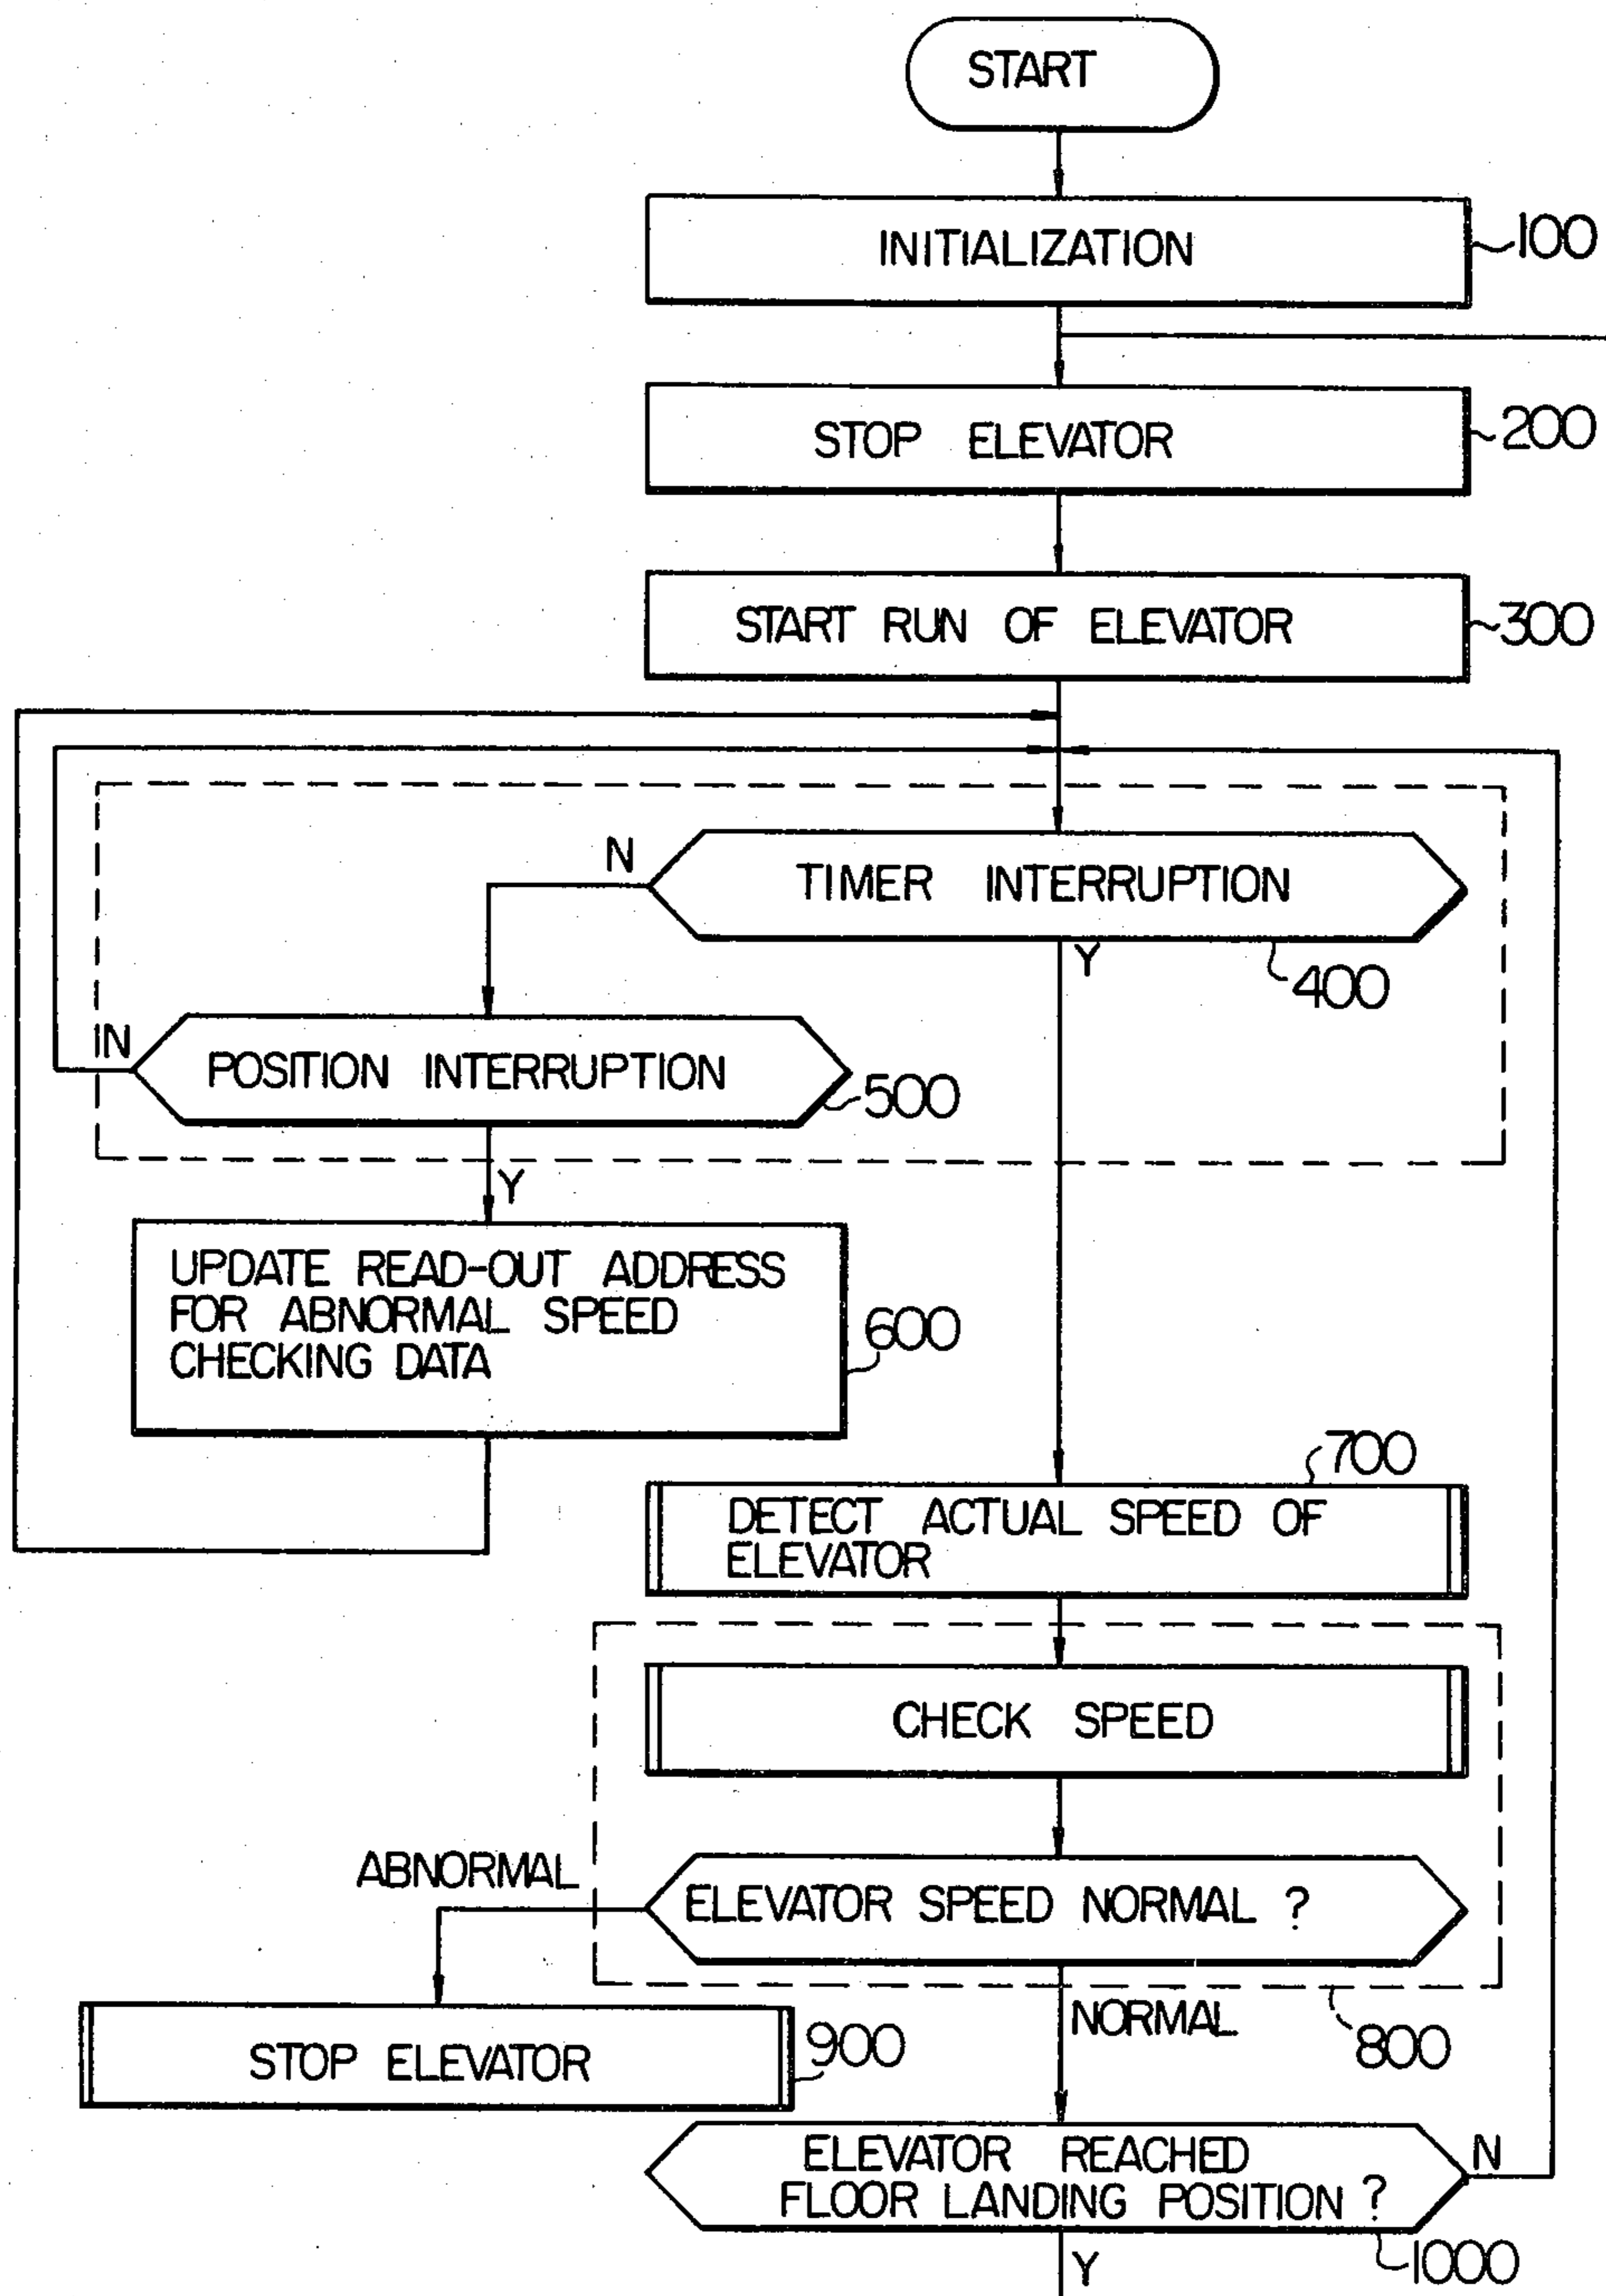 START
INITIALIZATION
100
STOP ELEVATOR
200
START RUN OF ELEVATOR
300
N
TIMER INTERRUPTION
Y
400
N
POSITION INTERRUPTION
500
Y
UPDATE READ-OUT ADDRESS
FOR ABNORMAL SPEED
CHECKING DATA
600
700
DETECT ACTUAL SPEED OF
ELEVATOR
CHECK SPEED
ABNORMAL
ELEVATOR SPEED NORMAL ?
NORMAL
800
STOP ELEVATOR
900
ELEVATOR REACHED
FLOOR LANDING POSITION ?
N
1000
Y